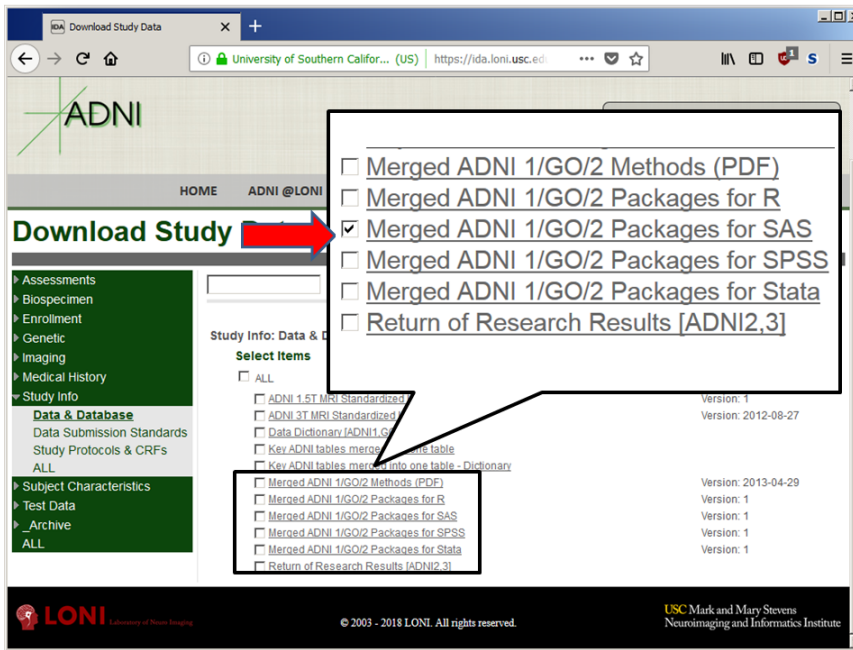 IDA Download Study Data
University of Southern Califor... (US) https://ida.loni.usc.ed
1
S
ADNI
HOME ADNI @LONI
Download Study
Assessments
Biospecimen
Enrollment
Genetic
Imaging
Medical History
Study Info
Data & Database
Data Submission Standards
Study Protocols & CRFs
ALL
Subject Characteristics
Test Data
_Archive
ALL
Study Info: Data &
Select Items
ALL
ADNI 1.5T MRI Standardized Version: 1
ADNI 3T MRI Standardized Version: 2012-08-27
Data Dictionary [ADNI1,GO
Key ADNI tables merged into one table
Key ADNI tables merged into one table - Dictionary
Merged ADNI 1/GO/2 Methods (PDF) Version: 2013-04-29
Merged ADNI 1/GO/2 Packages for R Version: 1
Merged ADNI 1/GO/2 Packages for SAS Version: 1
Merged ADNI 1/GO/2 Packages for SPSS Version: 1
Merged ADNI 1/GO/2 Packages for Stata Version: 1
Return of Research Results [ADNI2,3]
Merged ADNI 1/GO/2 Methods (PDF)
Merged ADNI 1/GO/2 Packages for R
Merged ADNI 1/GO/2 Packages for SAS
Merged ADNI 1/GO/2 Packages for SPSS
Merged ADNI 1/GO/2 Packages for Stata
Return of Research Results [ADNI2,3]
LONI Laboratory of Neuro Imaging
© 2003 - 2018 LONI. All rights reserved.
USC Mark and Mary Stevens
Neuroimaging and Informatics Institute